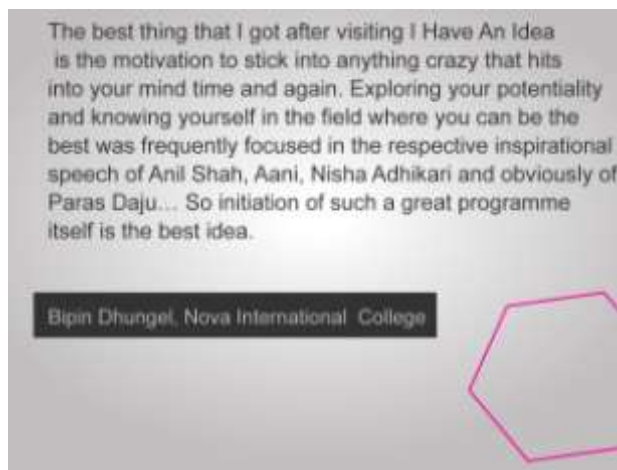 The best thing that I got after visiting I Have An Idea
is the motivation to stick into anything crazy that hits
into your mind time and again. Exploring your potentiality
and knowing yourself in the field where you can be the
best was frequently focused in the respective inspirational
speech of Anil Shah, Aani, Nisha Adhikari and obviously of
Paras Daju... So initiation of such a great programme
itself is the best idea.
Bipin Dhungel, Nova International College